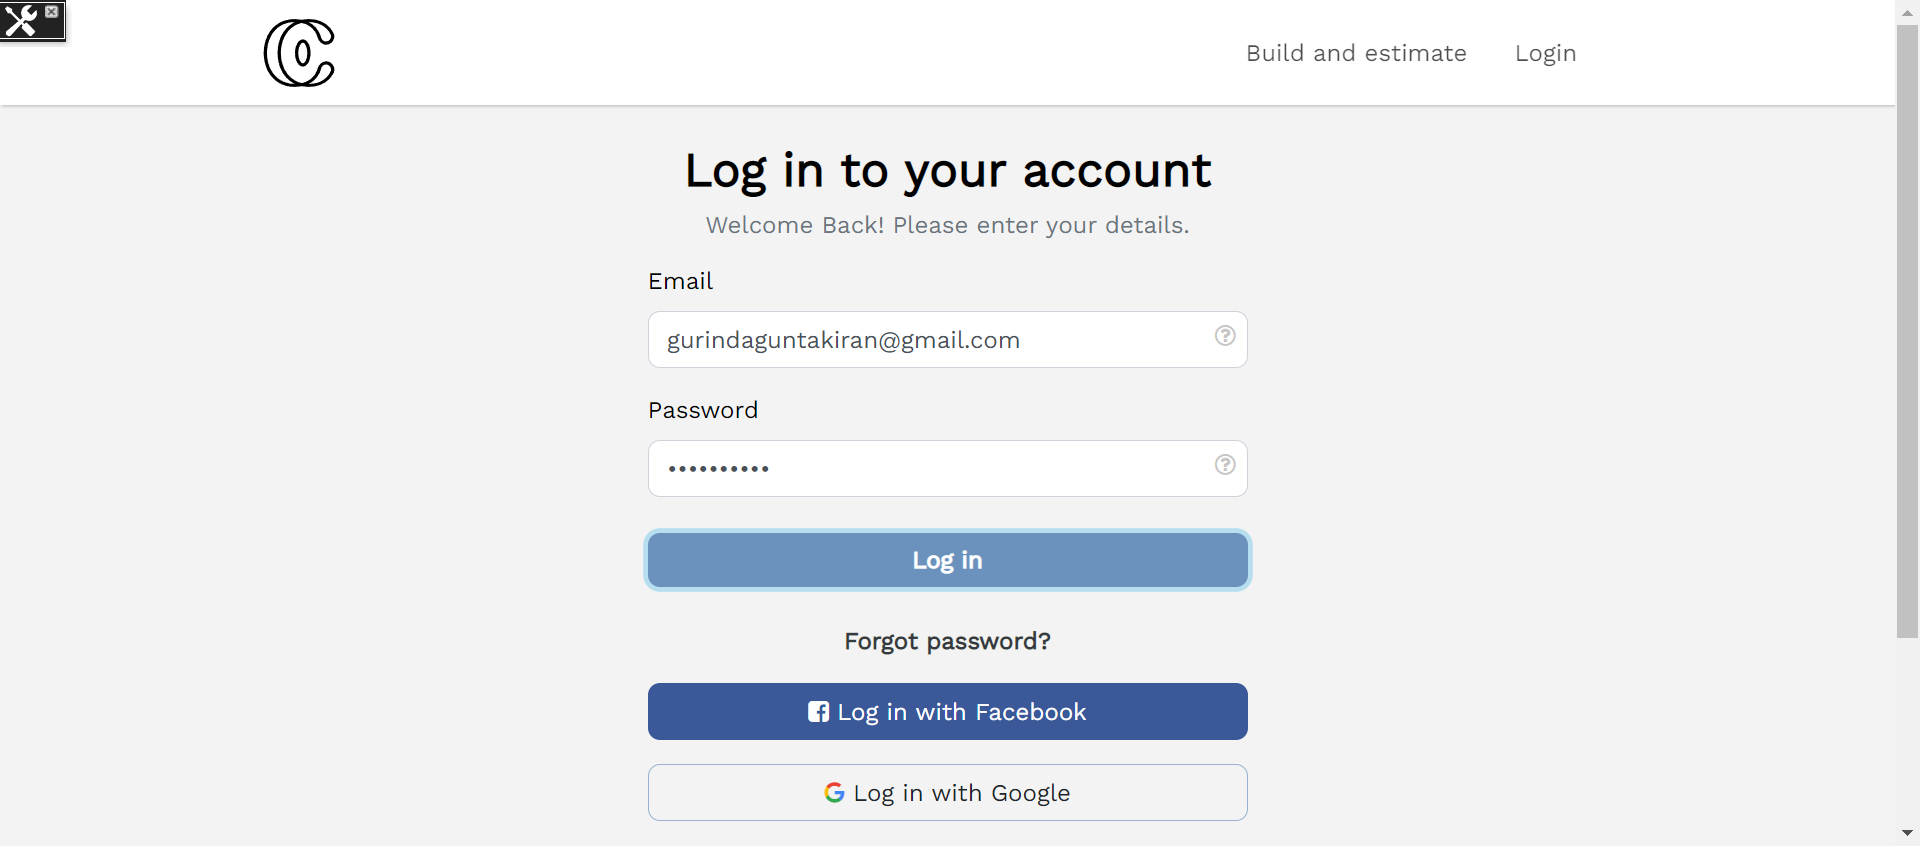 Build and estimate
Login
Log in to your account
Welcome Back! Please enter your details.
Email
gurindaguntakiran@gmail.com
Password
Log in
Forgot password?
Log in with Facebook
Log in with Google